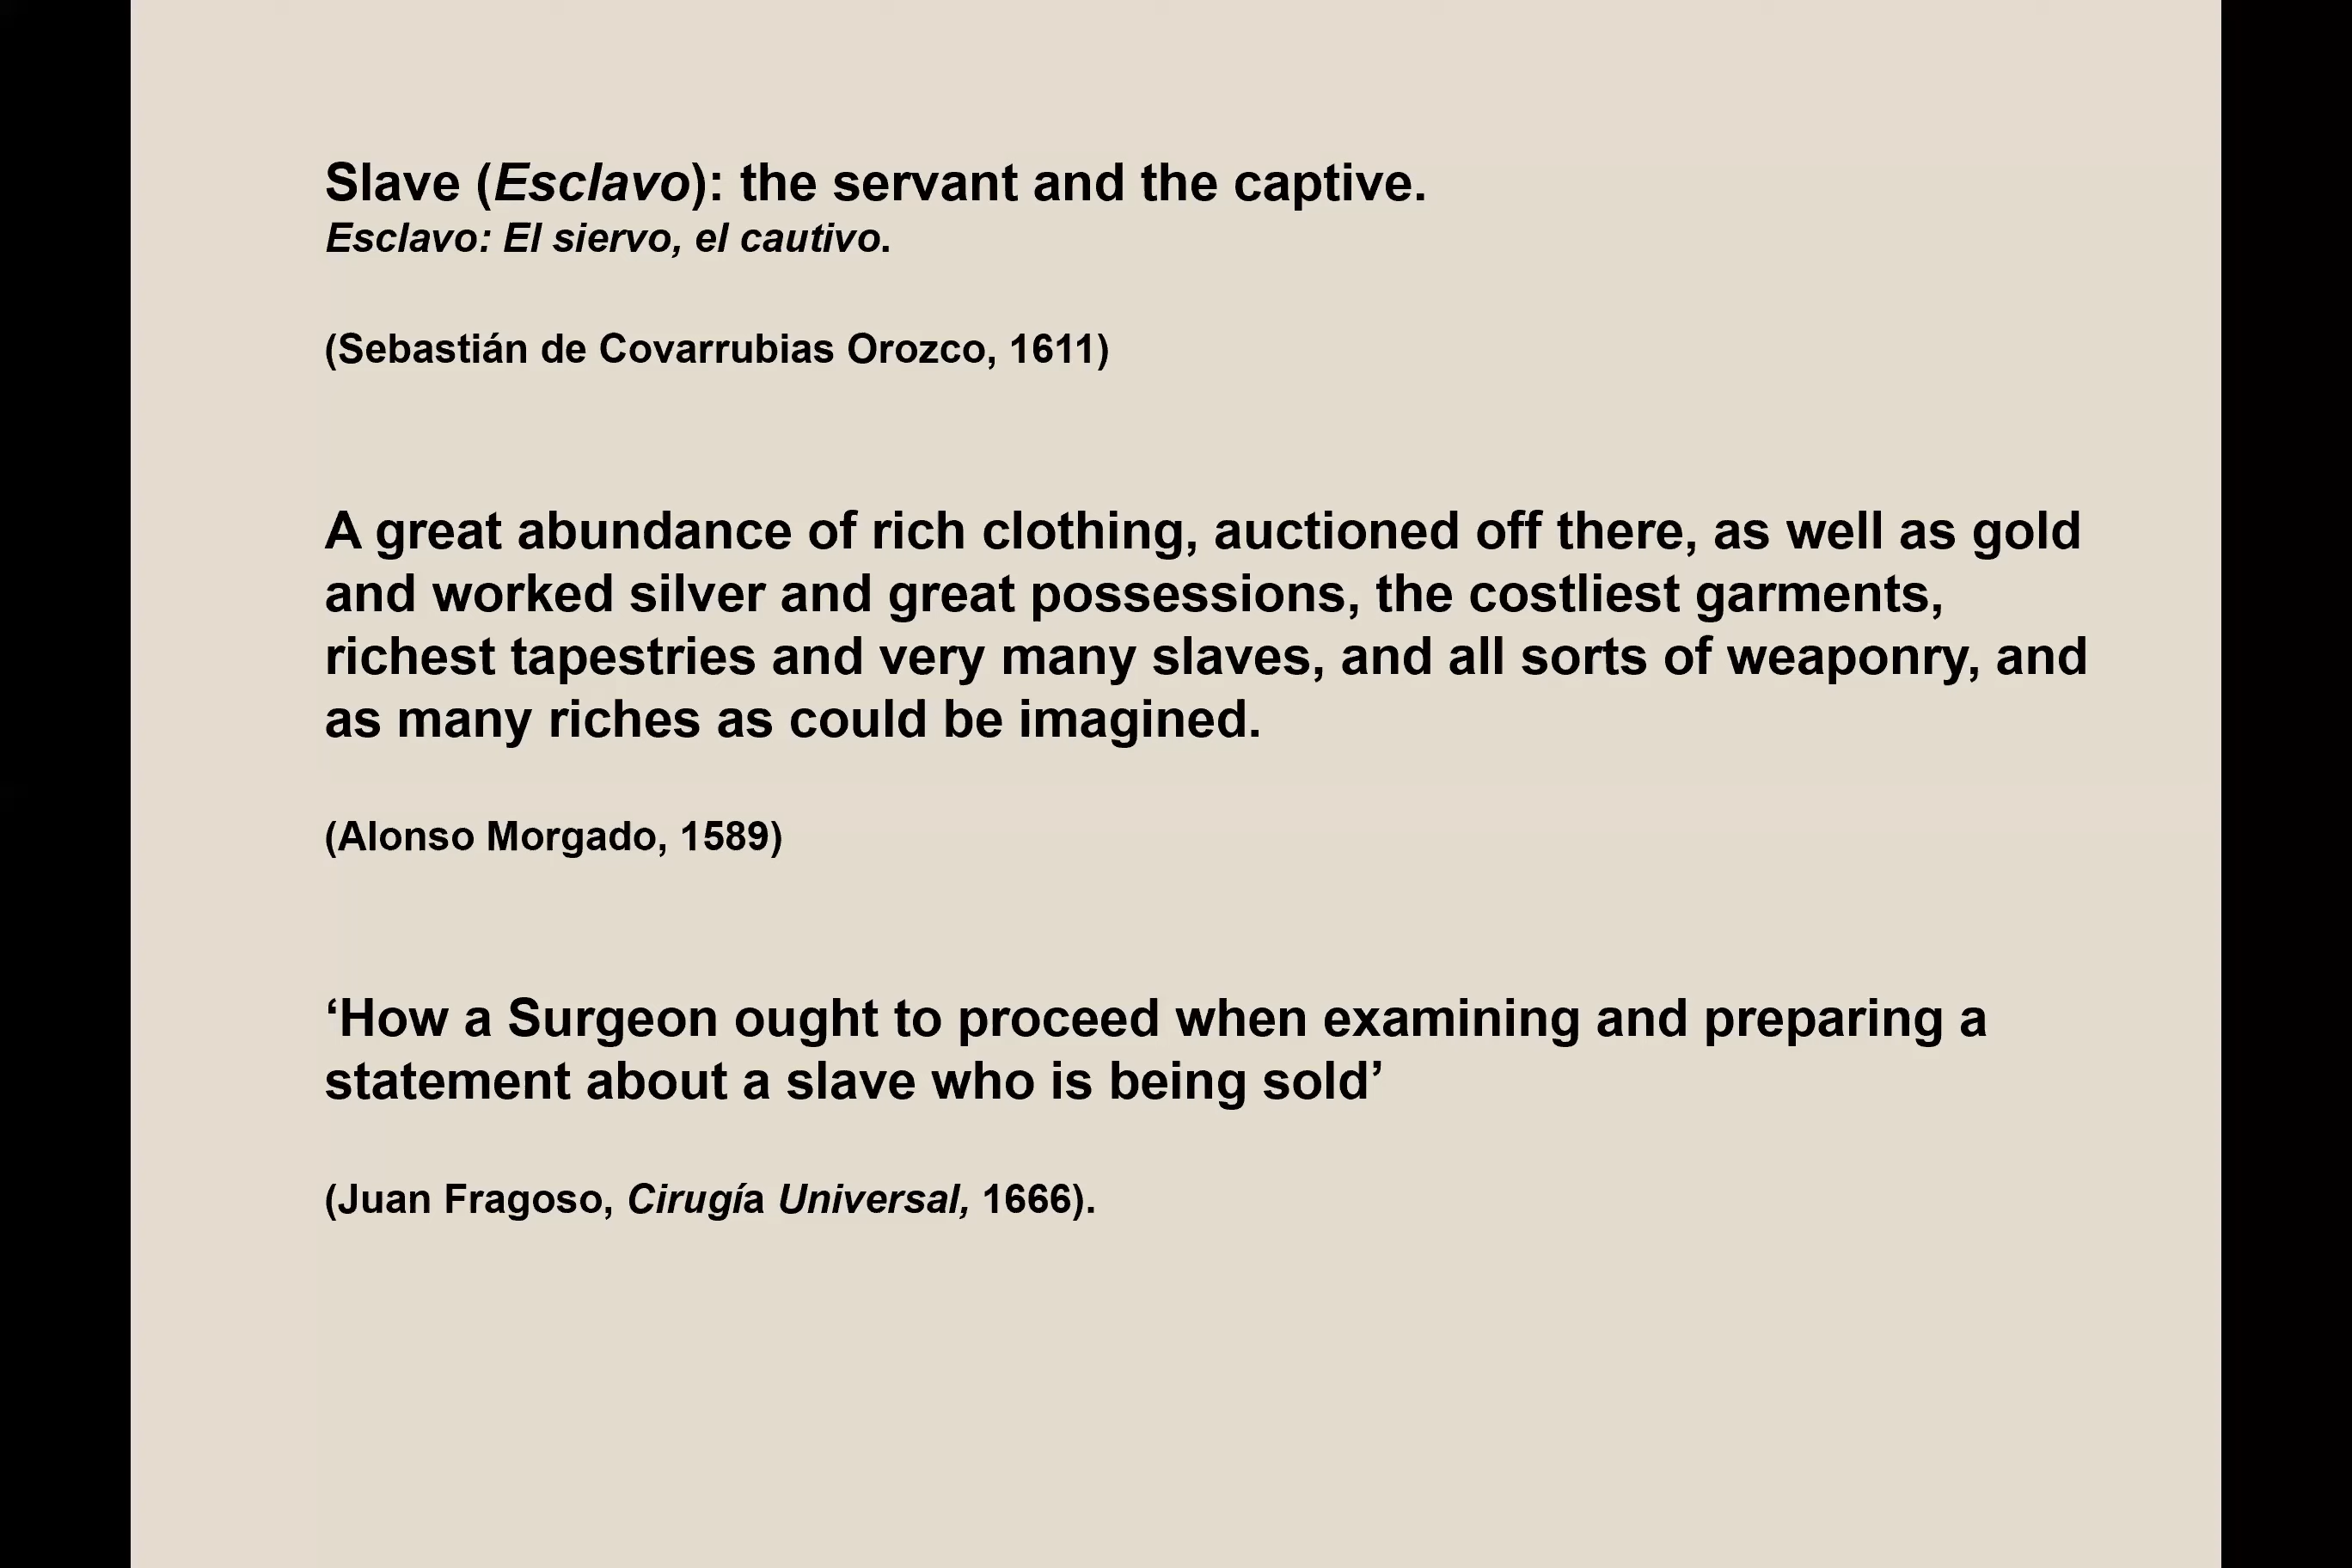 Slave (Esclavo): the servant and the captive.
Esclavo: El siervo, el cautivo.
(Sebastián de Covarrubias Orozco, 1611)
A great abundance of rich clothing, auctioned off there, as well as gold
and worked silver and great possessions, the costliest garments,
richest tapestries and very many slaves, and all sorts of weaponry, and
as many riches as could be imagined.
(Alonso Morgado, 1589)
‘How a Surgeon ought to proceed when examining and preparing a
statement about a slave who is being sold’
(Juan Fragoso, Cirugía Universal, 1666).